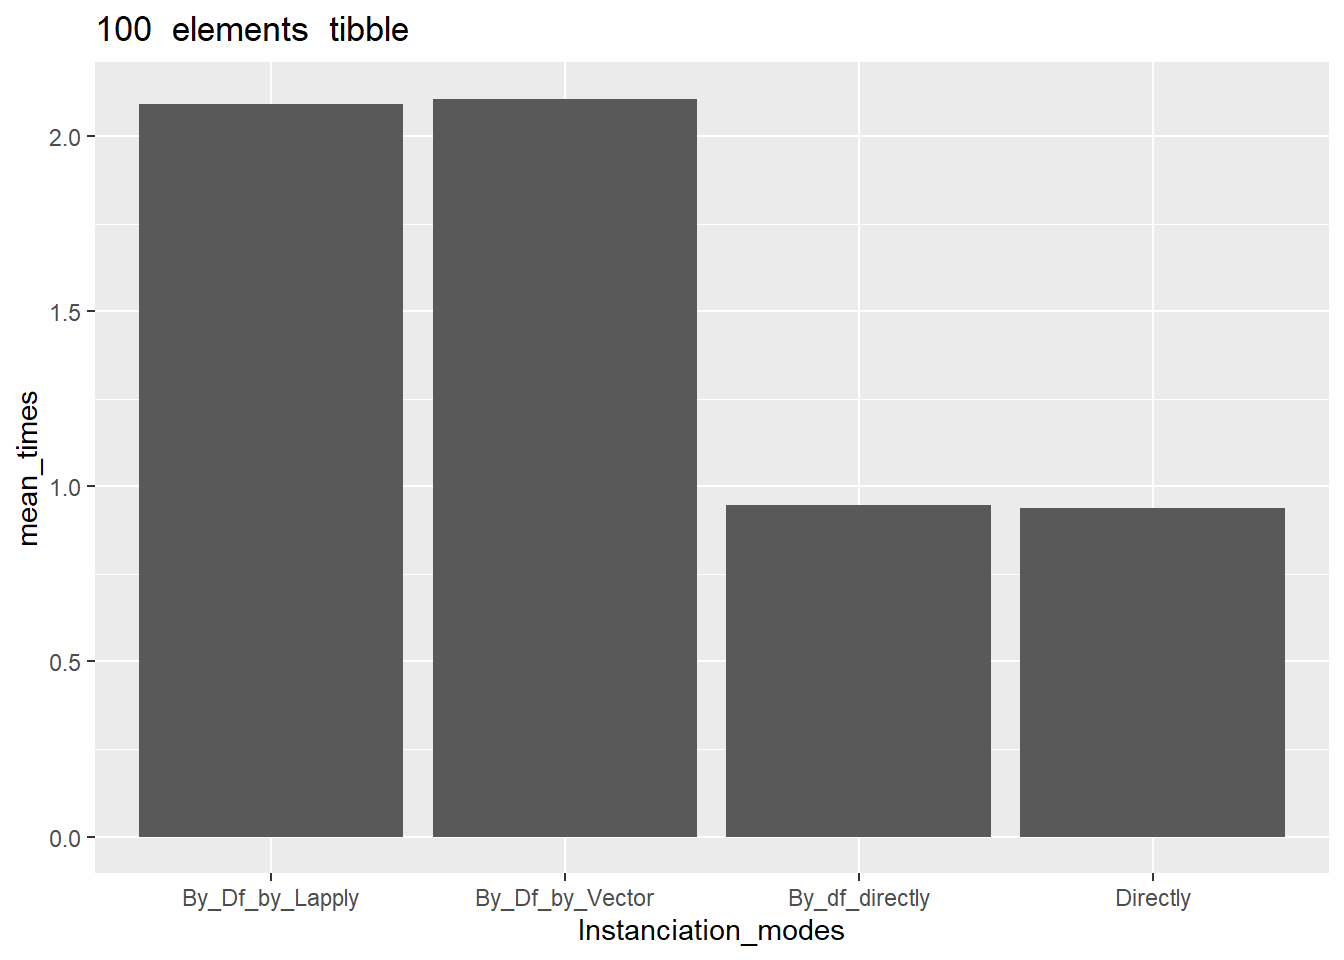 100 elements tibble
mean_times
2.0
1.5
1.0
0.5
0.0
By_Df_by_Lapply
By_Df_by_Vector
By_df_directly
Directly
Instanciation_modes